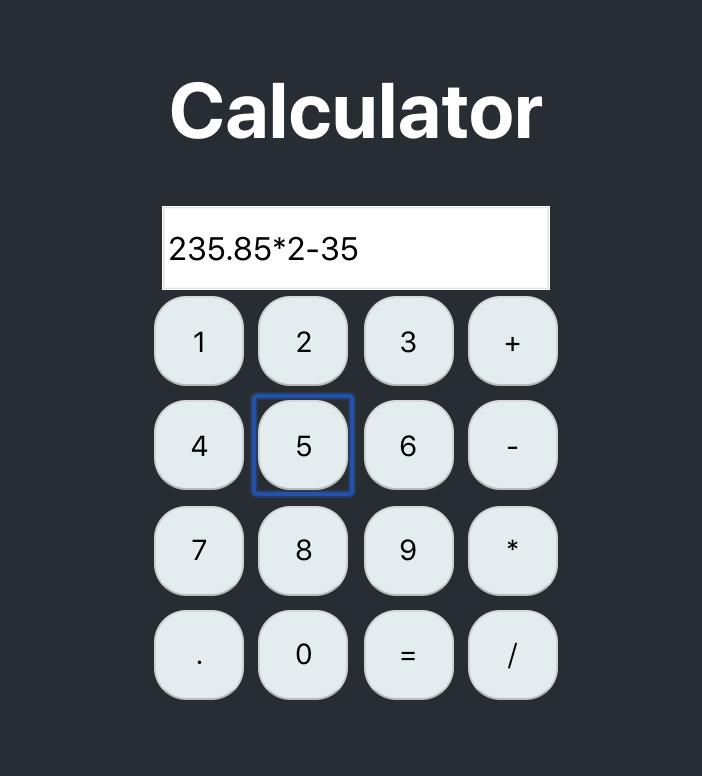 Calculator
235.85*2-35
1 2 3 +
4 5 6 -
7 8 9 *
. 0 = /